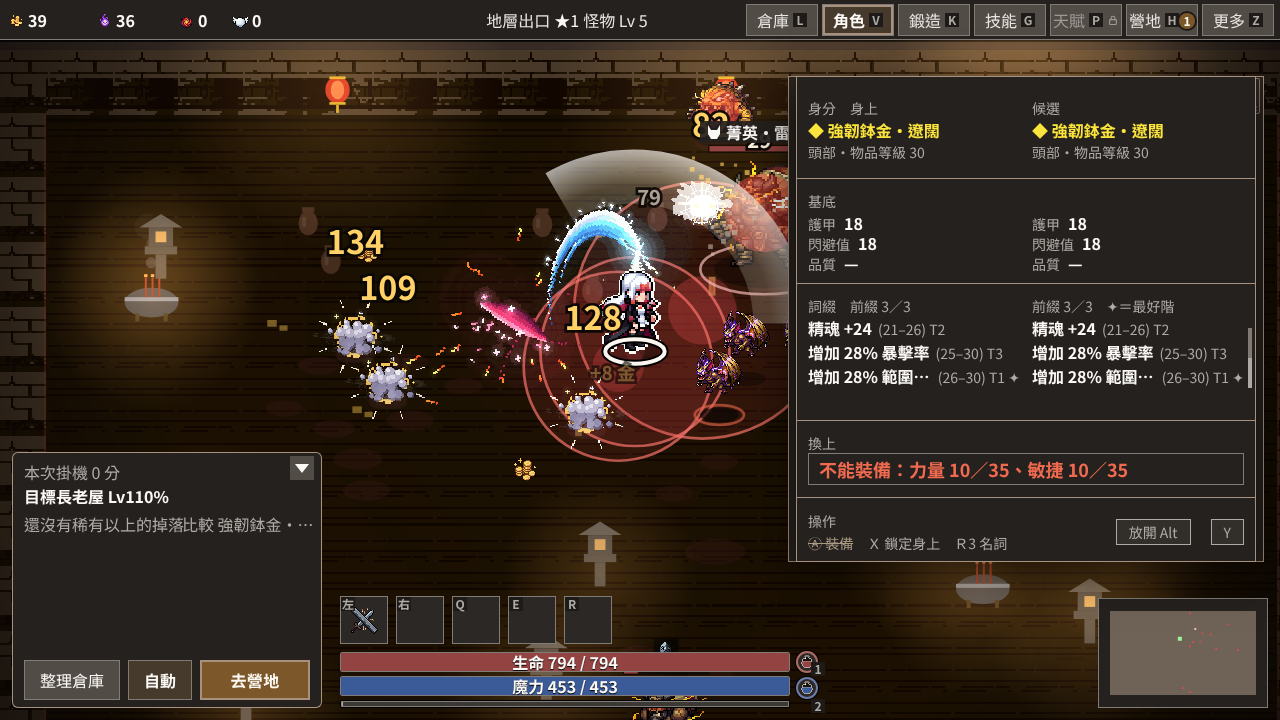 39 36 0 0
地層出口 ★1 怪物 Lv 5
倉庫 L
角色 V
鍛造 K
技能 G
天賦 P
營地 H 1
更多 Z
菁英・雷
79
134
109
128
+8 金
身分 身上
◆ 強韌鉢金・遼闊
頭部・物品等級 30
候選
◆ 強韌鉢金・遼闊
頭部・物品等級 30
基底
護甲 18
閃避值 18
品質 —
護甲 18
閃避值 18
品質 —
詞綴 前綴 3／3
精魂 +24 (21–26) T2
增加 28% 暴擊率 (25–30) T3
增加 28% 範圍⋯ (26–30) T1 ✦
前綴 3／3 ✦＝最好階
精魂 +24 (21–26) T2
增加 28% 暴擊率 (25–30) T3
增加 28% 範圍⋯ (26–30) T1 ✦
換上
不能裝備：力量 10／35、敏捷 10／35
操作
Ⓐ 裝備 X 鎖定身上 R3 名詞
放開 Alt
Y
本次掛機 0 分
目標長老屋 Lv110%
還沒有稀有以上的掉落比較 強韌鉢金・⋯
整理倉庫
自動
去營地
左
右
Q
E
R
生命 794 / 794
1
魔力 453 / 453
2